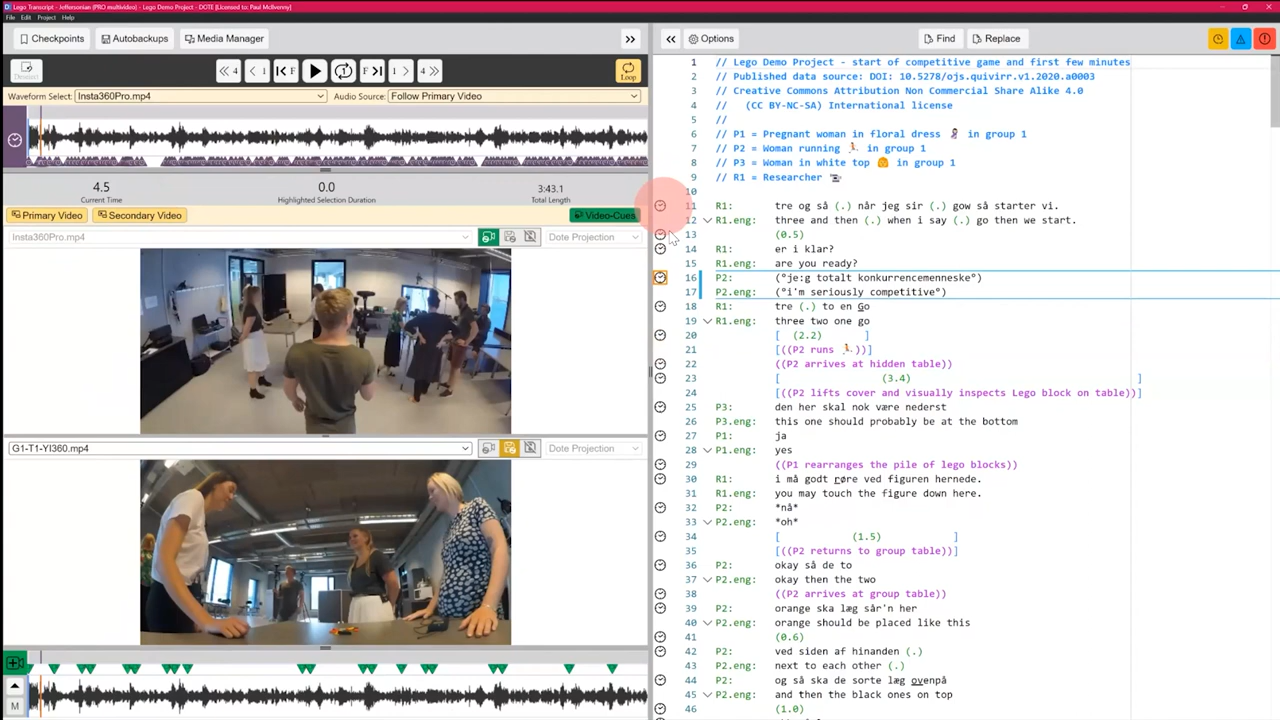 Lego Transcript - Jeffersonian (PRO multivideo) - Lego Demo Project - DOTE [Licensed to: Paul McIlvenny]
File Edit Project Help
Checkpoints Autobackups Media Manager
Deselect 4 1 F 1 F 1 4 Loop
Waveform Select: Insta360Pro.mp4 Audio Source: Follow Primary Video
4.5 0.0 3:43.1
Current Time Highlighted Selection Duration Total Length
Primary Video Secondary Video Video-Cues
Insta360Pro.mp4 Dote Projection
G1-T1-YI360.mp4 Dote Projection
M
Options Find Replace
1 // Lego Demo Project - start of competitive game and first few minutes
2 // Published data source: DOI: 10.5278/ojs.quivirr.v1.2020.a0003
3 // Creative Commons Attribution Non Commercial Share Alike 4.0
4 // (CC BY-NC-SA) International license
5 //
6 // P1 = Pregnant woman in floral dress in group 1
7 // P2 = Woman running in group 1
8 // P3 = Woman in white top in group 1
9 // R1 = Researcher
10
11 R1: tre og så (.) når jeg sir (.) gow så starter vi.
12 R1.eng: three and then (.) when i say (.) go then we start.
13 (0.5)
14 R1: er i klar?
15 R1.eng: are you ready?
16 P2: (°je:g totalt konkurrencemenneske°)
17 P2.eng: (°i'm seriously competitive°)
18 R1: tre (.) to en Go
19 R1.eng: three two one go
20 [ (2.2) ]
21 [((P2 runs ))]
22 ((P2 arrives at hidden table))
23 [ (3.4) ]
24 [((P2 lifts cover and visually inspects Lego block on table))]
25 P3: den her skal nok være nederst
26 P3.eng: this one should probably be at the bottom
27 P1: ja
28 P1.eng: yes
29 ((P1 rearranges the pile of lego blocks))
30 R1: i må godt røre ved figuren hernede.
31 R1.eng: you may touch the figure down here.
32 P2: *nå*
33 P2.eng: *oh*
34 [ (1.5) ]
35 [((P2 returns to group table))]
36 P2: okay så de to
37 P2.eng: okay then the two
38 ((P2 arrives at group table))
39 P2: orange ska læg sår'n her
40 P2.eng: orange should be placed like this
41 (0.6)
42 P2: ved siden af hinanden (.)
43 P2.eng: next to each other (.)
44 P2: og så ska de sorte læg ovenpå
45 P2.eng: and then the black ones on top
46 (1.0)